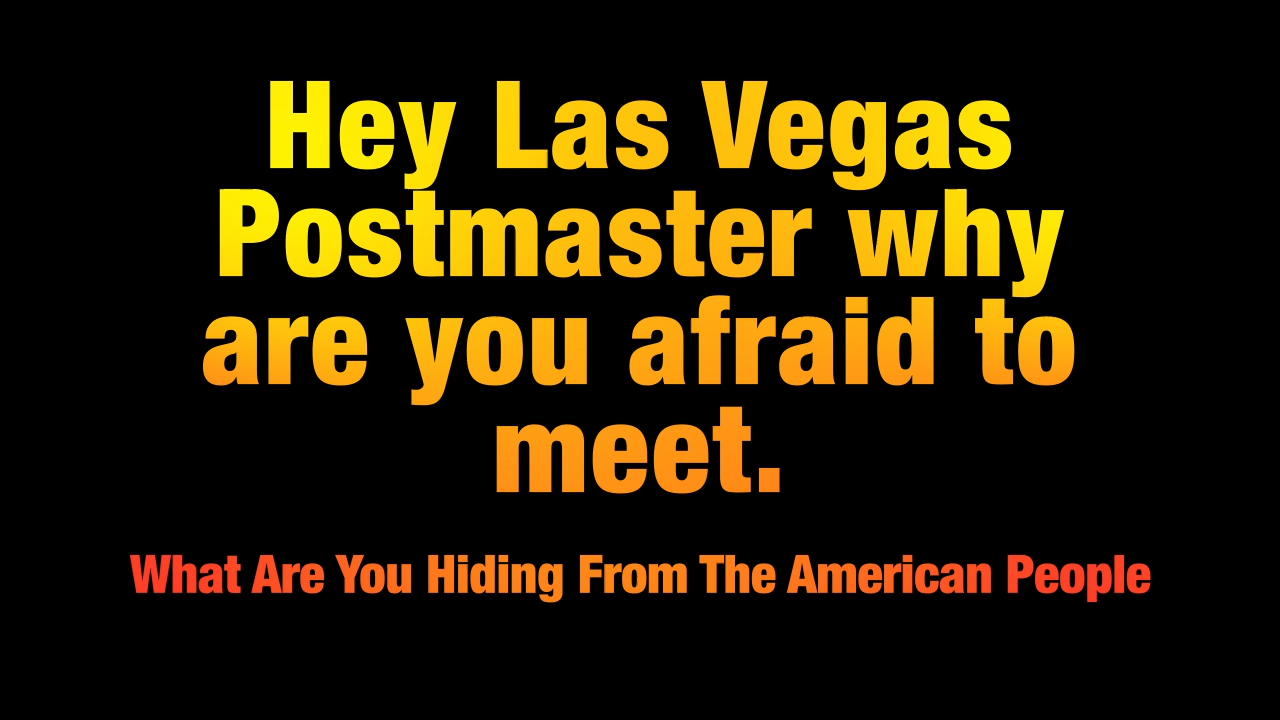 Hey Las Vegas
Postmaster why
are you afraid to
meet.
What Are You Hiding From The American People